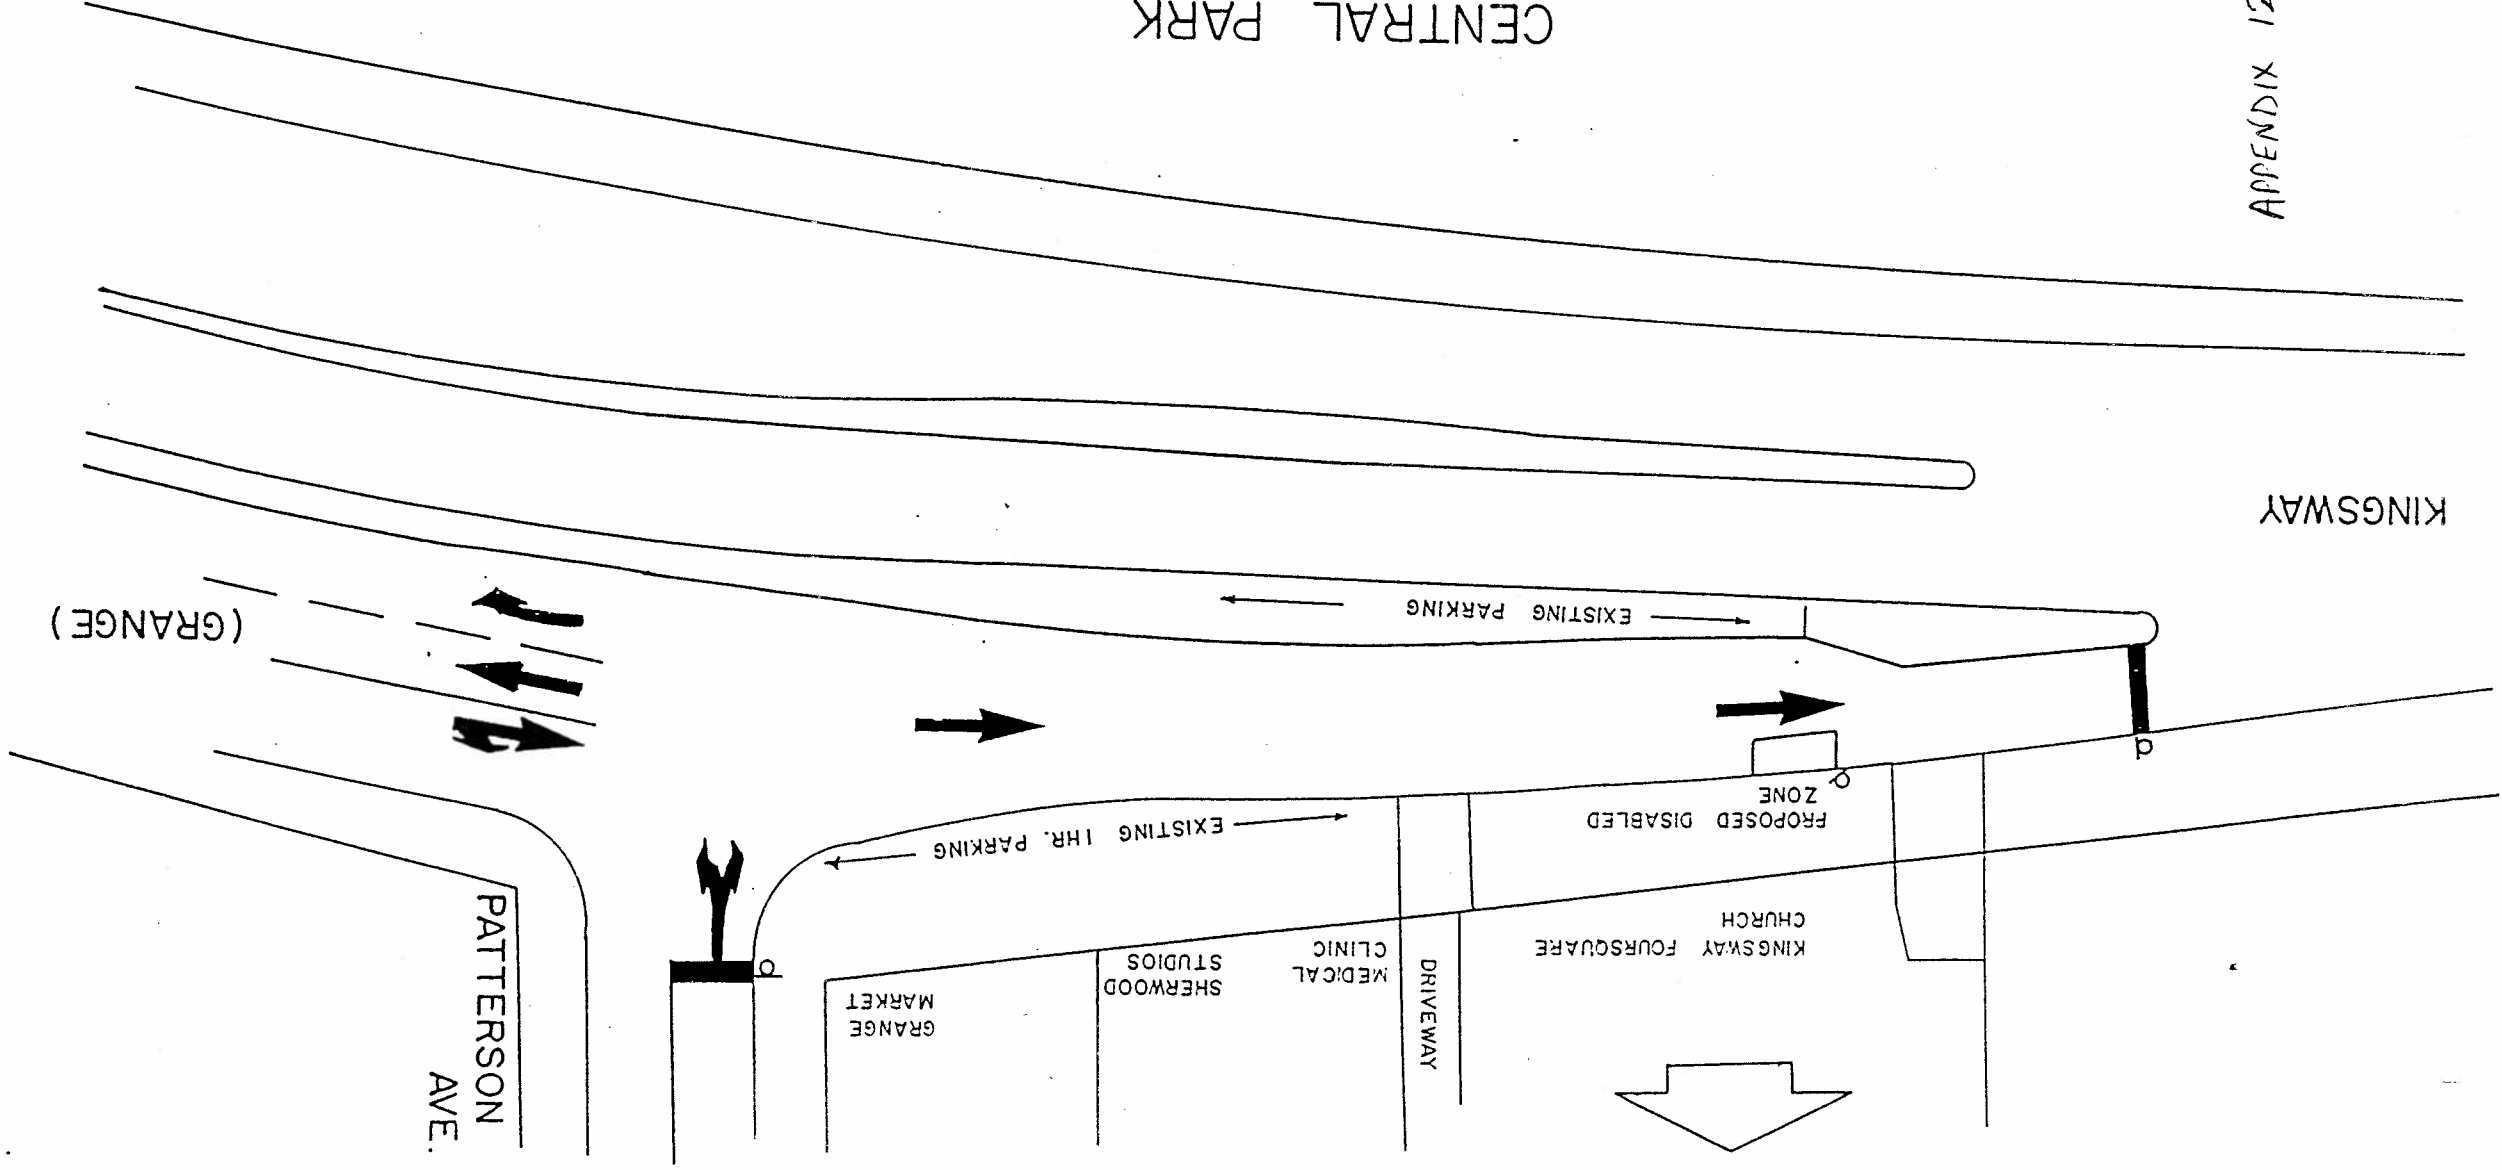 PATTERSON
AVE.
GRANGE
MARKET
SHERWOOD
STUDIOS
MEDICAL
CLINIC
DRIVEWAY
KINGSWAY FOURSQUARE
CHURCH
EXISTING 1HR. PARKING
PROPOSED DISABLED
ZONE
EXISTING PARKING
(GRANGE)
KINGSWAY
CENTRAL PARK
APPENDIX 12